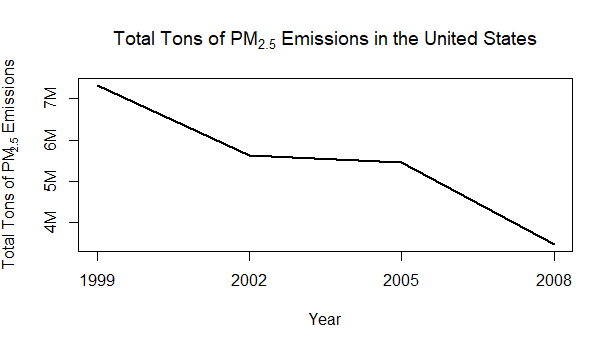 Total Tons of PM2.5 Emissions in the United States
Total Tons of PM2.5 Emissions
7M
6M
5M
4M
1999 2002 2005 2008
Year